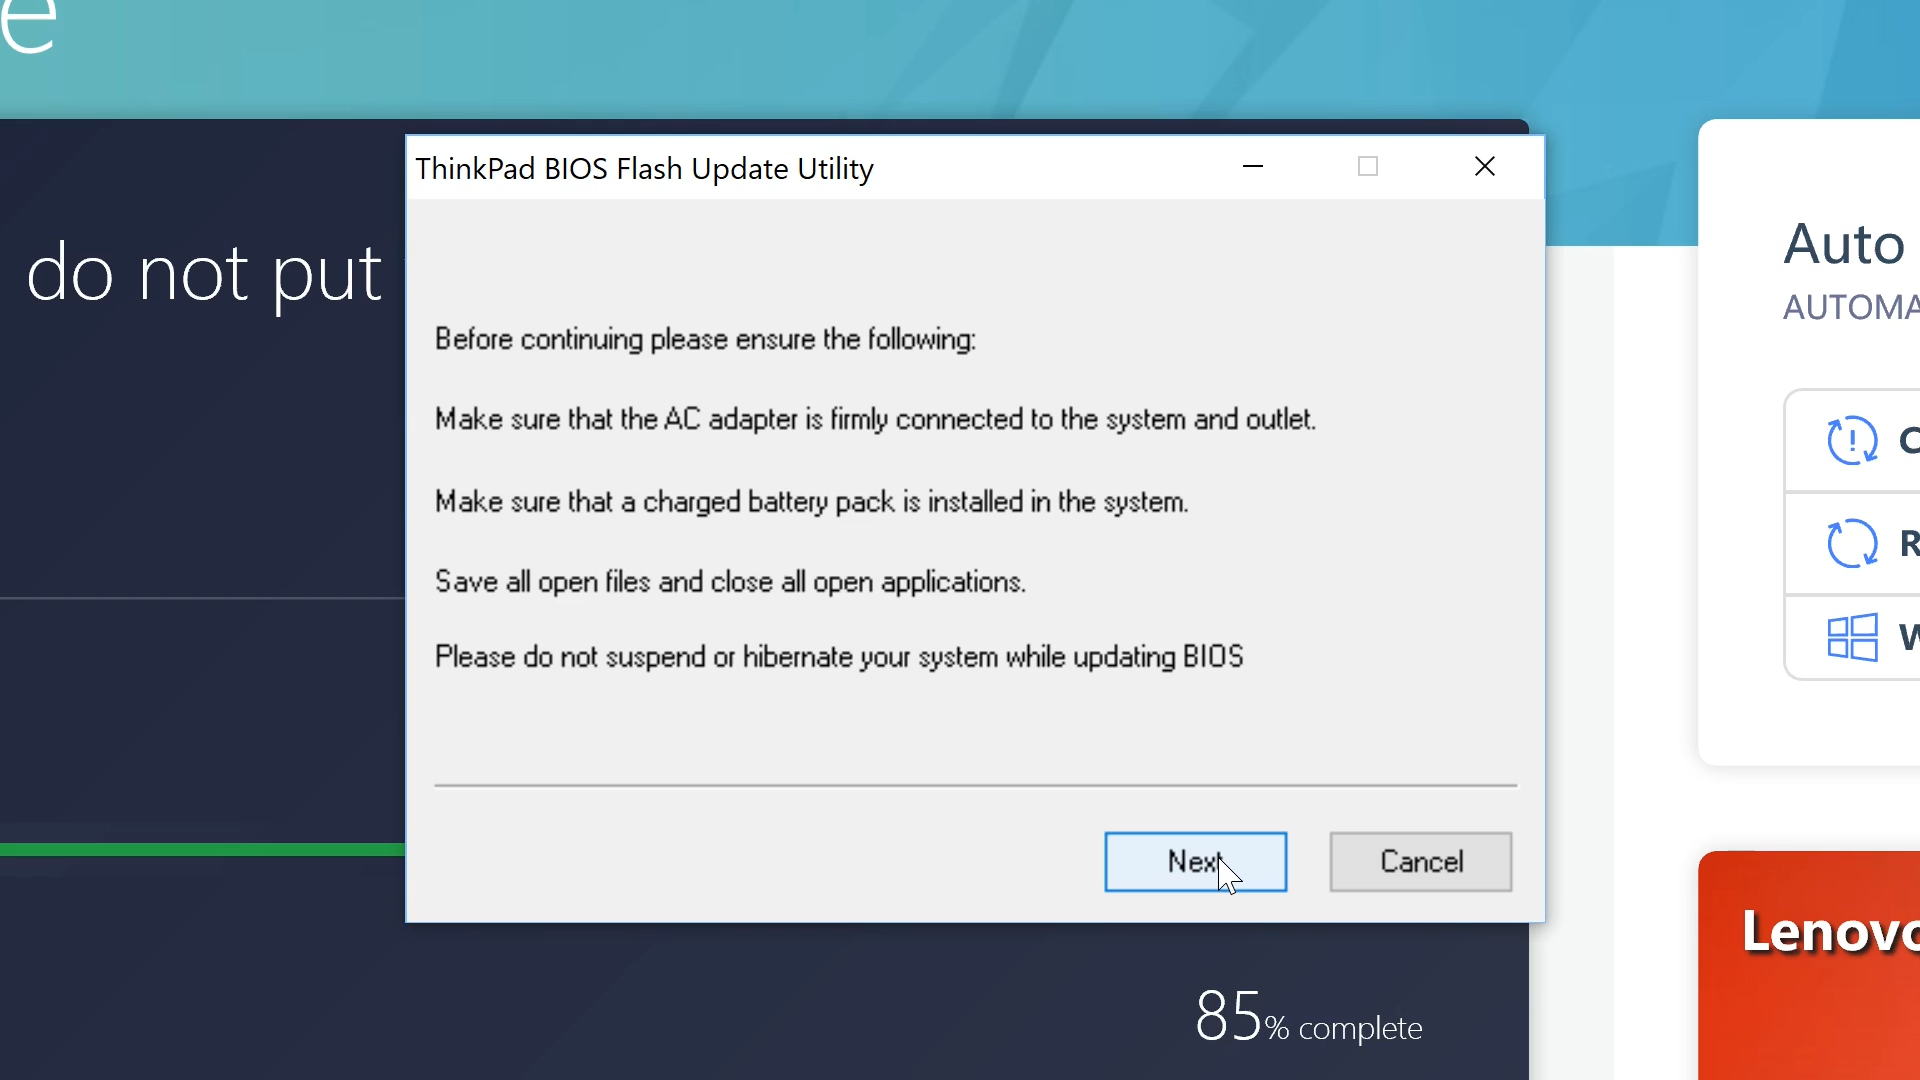 e
do not put
ThinkPad BIOS Flash Update Utility
Before continuing please ensure the following:
Make sure that the AC adapter is firmly connected to the system and outlet.
Make sure that a charged battery pack is installed in the system.
Save all open files and close all open applications.
Please do not suspend or hibernate your system while updating BIOS
Next
Cancel
85% complete
Auto
AUTOMA
C
R
W
Lenovo